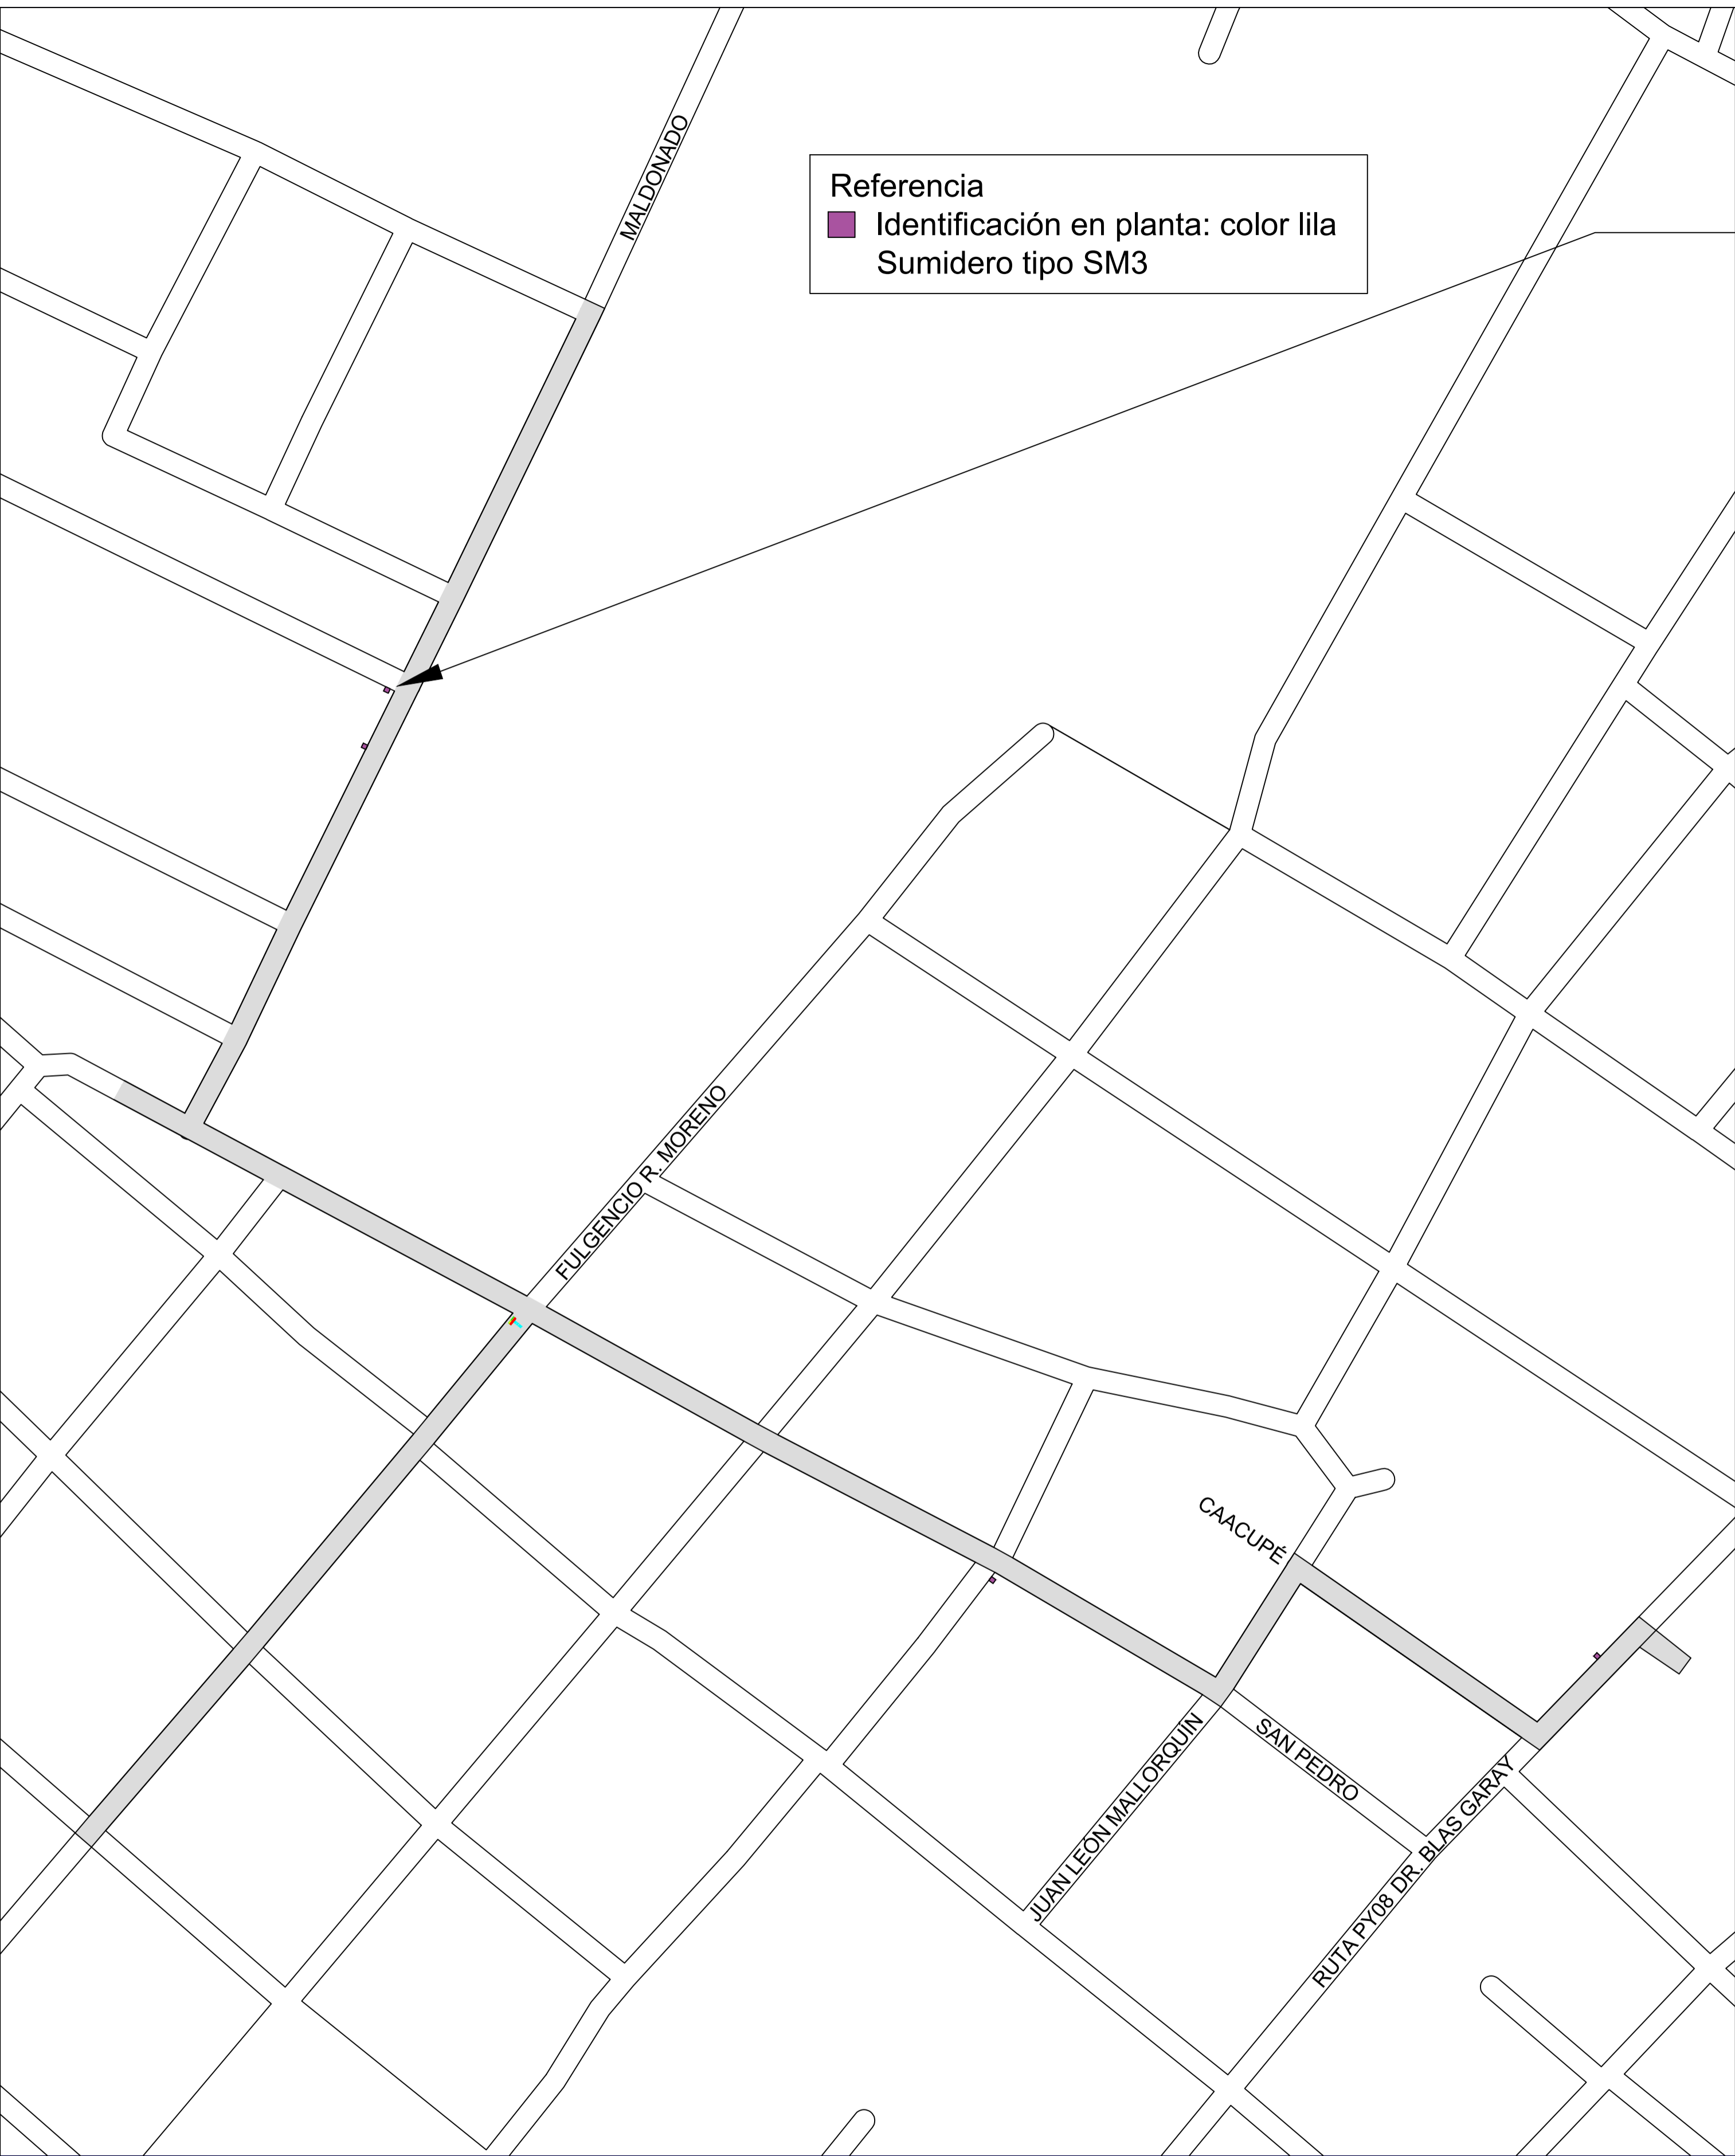 MALDONADO
Referencia
Identificación en planta: color lila
Sumidero tipo SM3
FULGENCIO R. MORENO
CAACUPÉ
SAN PEDRO
JUAN LEÓN MALLORQUÍN
RUTA PY08 DR. BLAS GARAY